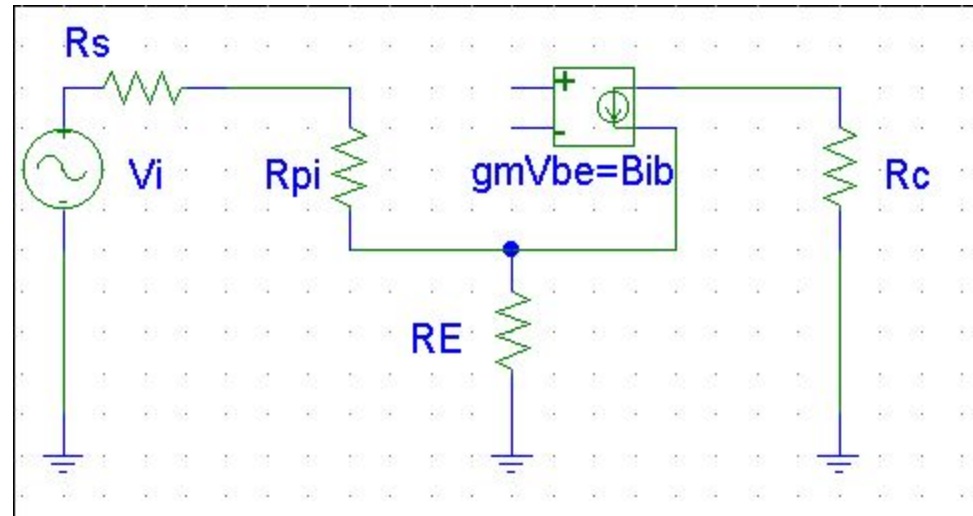 Rs
+
-
Vi
Rpi
+
-
gmVbe=Bib
Rc
RE